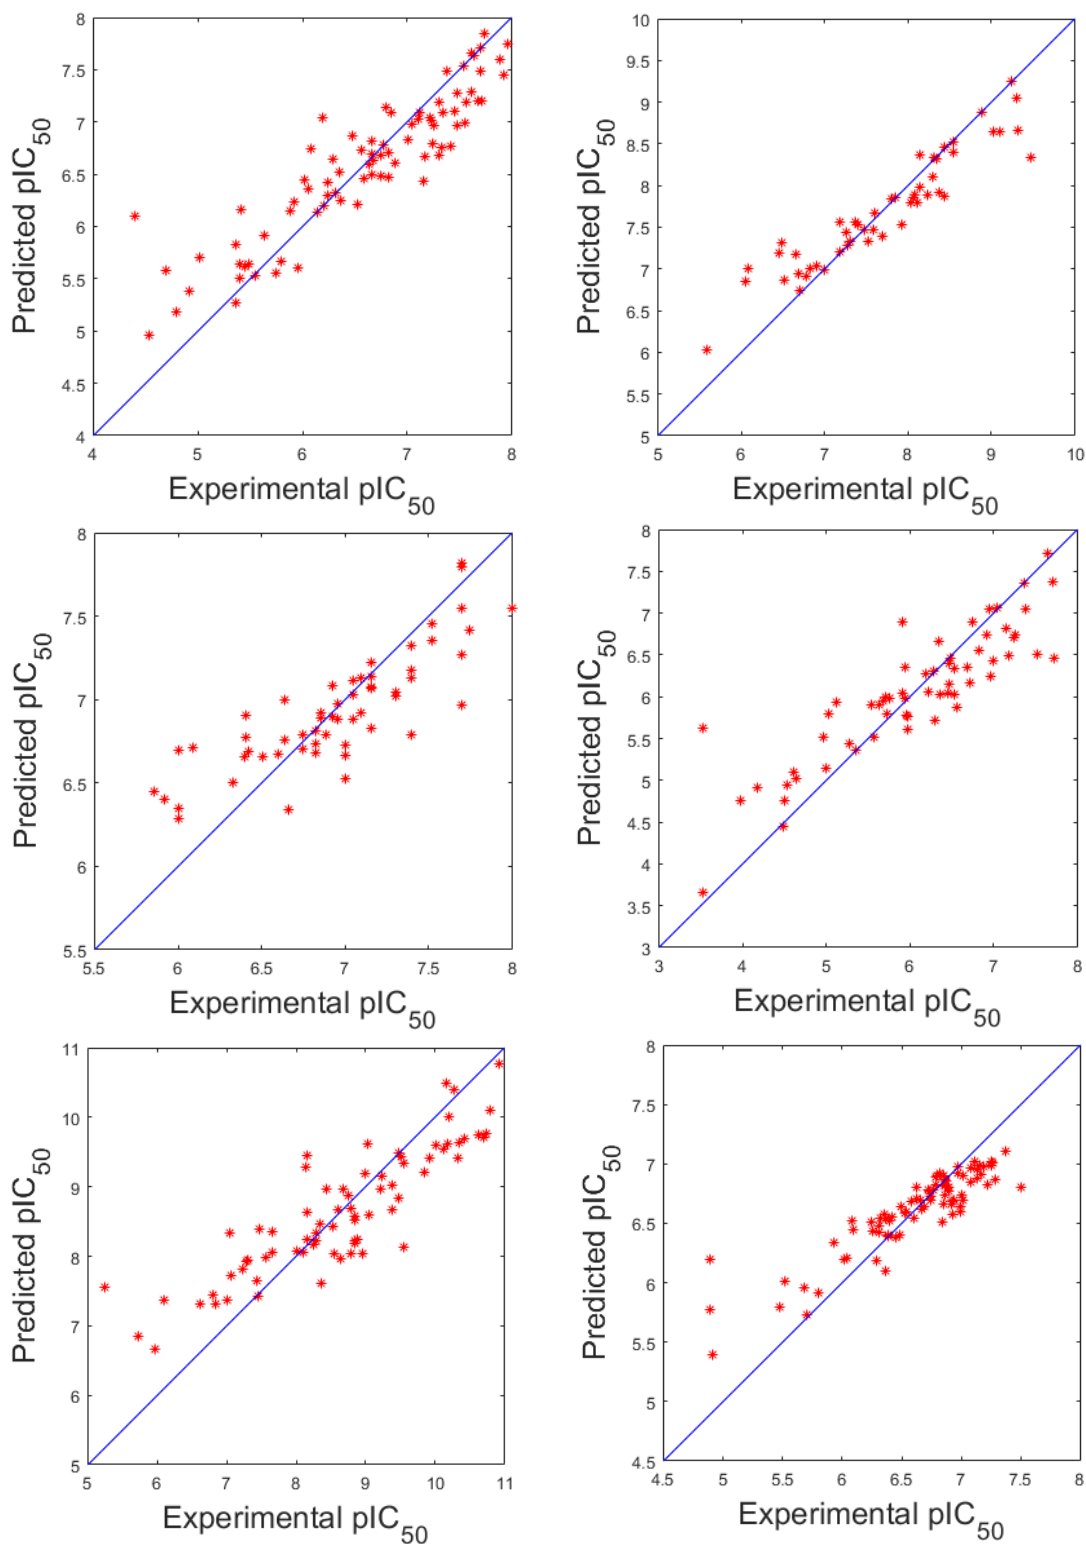 8
7.5
7
6.5
6
5.5
5
4.5
4
4 5 6 7 8
Predicted pIC50
Experimental pIC50
10
9.5
9
8.5
8
7.5
7
6.5
6
5.5
5
5 6 7 8 9 10
Predicted pIC50
Experimental pIC50
8
7.5
7
6.5
6
5.5
5.5 6 6.5 7 7.5 8
Predicted pIC50
Experimental pIC50
8
7.5
7
6.5
6
5.5
5
4.5
4
3.5
3
3 4 5 6 7 8
Predicted pIC50
Experimental pIC50
11
10
9
8
7
6
5
5 6 7 8 9 10 11
Predicted pIC50
Experimental pIC50
8
7.5
7
6.5
6
5.5
5
4.5
4.5 5 5.5 6 6.5 7 7.5 8
Predicted pIC50
Experimental pIC50